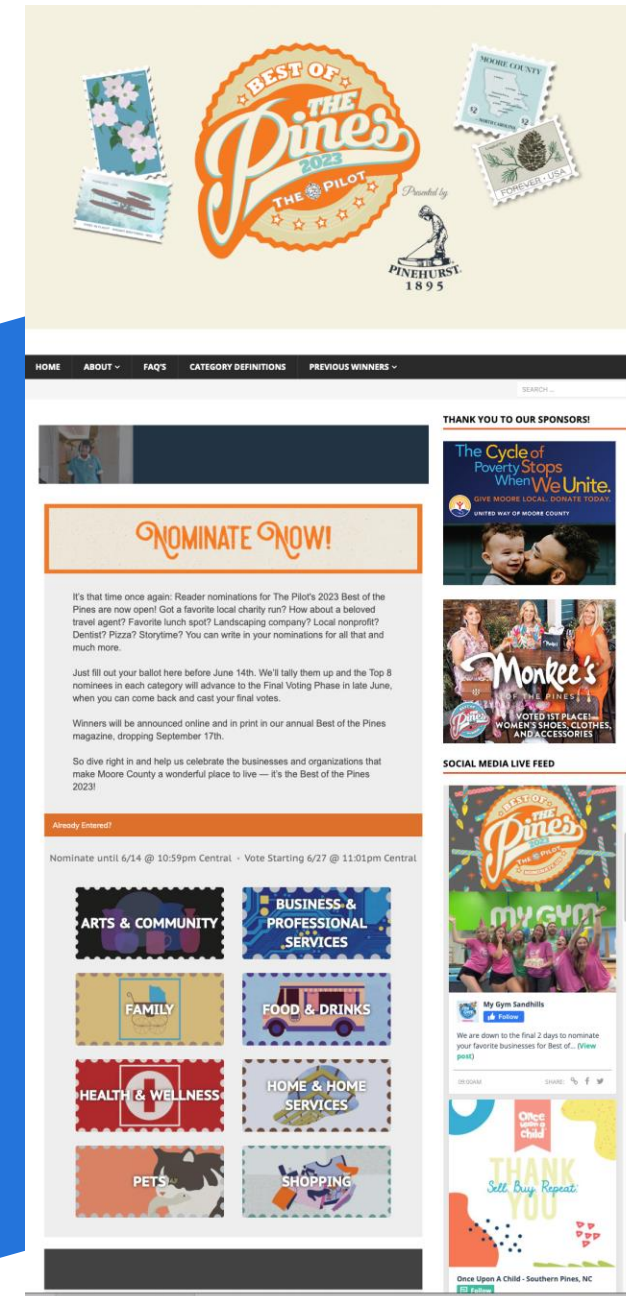 BEST OF
THE
Pines
2023
THE PILOT
Presented by
PINEHURST
1895
MOORE COUNTY
$2
$2
NORTH CAROLINA
FOREVER · USA
HOME
ABOUT
FAQ'S
CATEGORY DEFINITIONS
PREVIOUS WINNERS
SEARCH ...
NOMINATE NOW!
It's that time once again: Reader nominations for The Pilot's 2023 Best of the
Pines are now open! Got a favorite local charity run? How about a beloved
travel agent? Favorite lunch spot? Landscaping company? Local nonprofit?
Dentist? Pizza? Storytime? You can write in your nominations for all that and
much more.
Just fill out your ballot here before June 14th. We'll tally them up and the Top 8
nominees in each category will advance to the Final Voting Phase in late June,
when you can come back and cast your final votes.
Winners will be announced online and in print in our annual Best of the Pines
magazine, dropping September 17th.
So dive right in and help us celebrate the businesses and organizations that
make Moore County a wonderful place to live — it's the Best of the Pines
2023!
Already Entered?
Nominate until 6/14 @ 10:59pm Central - Vote Starting 6/27 @ 11:01pm Central
ARTS & COMMUNITY
BUSINESS &
PROFESSIONAL
SERVICES
FAMILY
FOOD & DRINKS
HEALTH & WELLNESS
HOME & HOME
SERVICES
PETS
SHOPPING
THANK YOU TO OUR SPONSORS!
The Cycle of
Poverty Stops
When We Unite.
GIVE MOORE LOCAL. DONATE TODAY.
UNITED WAY OF MOORE COUNTY
Monkee's
OF THE PINES
VOTED 1ST PLACE!
WOMEN'S SHOES, CLOTHES,
AND ACCESSORIES
SOCIAL MEDIA LIVE FEED
BEST OF
THE
Pines
2023
THE PILOT
MY GYM
My Gym Sandhills
Follow
We are down to the final 2 days to nominate
your favorite businesses for Best of... (View
post)
08:00AM
SHARE:
Once
upon a
child
THANK
Sell. Buy. Repeat.
YOU
Once Upon A Child - Southern Pines, NC
Follow